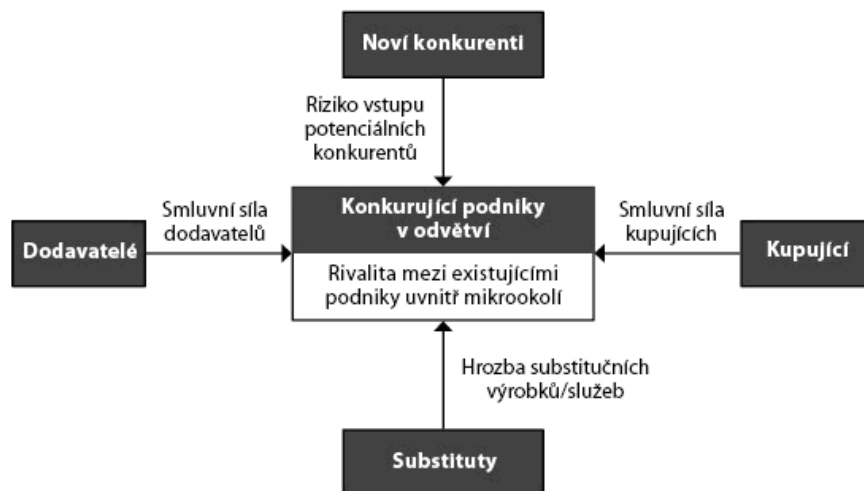 Noví konkurenti
Riziko vstupu
potenciálních
konkurentů
Dodavatelé
Smluvní síla
dodavatelů
Konkurující podniky
v odvětví
Rivalita mezi existujícími
podniky uvnitř mikrookolí
Smluvní síla
kupujících
Kupující
Hrozba substitučních
výrobků/služeb
Substituty